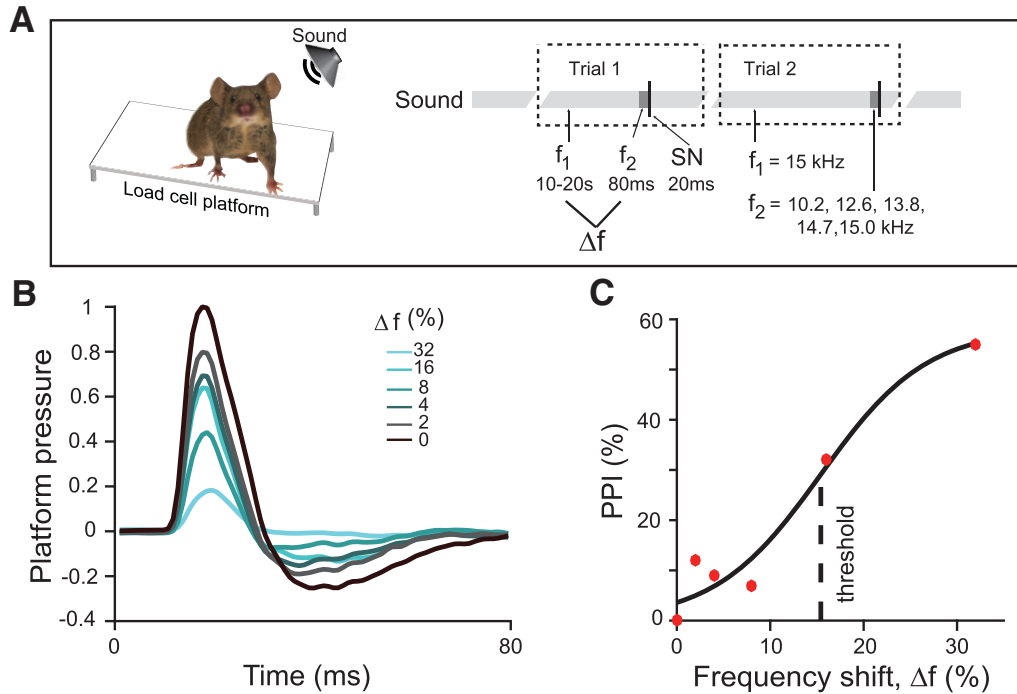 A
Sound
Load cell platform
Sound
Trial 1
Trial 2
f₁
10-20s
f₂
80ms
SN
20ms
Δf
f₁ = 15 kHz
f₂ = 10.2, 12.6, 13.8,
14.7,15.0 kHz
B
Platform pressure
1
0.8
0.6
0.4
0.2
0
-0.2
-0.4
0
80
Time (ms)
Δf (%)
32
16
8
4
2
0
C
PPI (%)
60
40
20
0
threshold
0
10
20
30
Frequency shift, Δf (%)